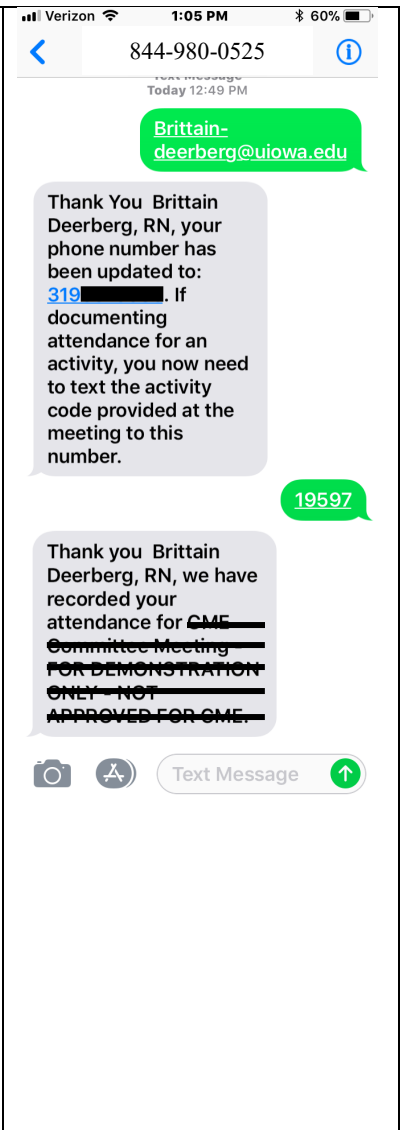 Verizon 1:05 PM 60%
844-980-0525
Text Message
Today 12:49 PM
Brittain-
deerberg@uiowa.edu
Thank You Brittain
Deerberg, RN, your
phone number has
been updated to:
319 . If
documenting
attendance for an
activity, you now need
to text the activity
code provided at the
meeting to this
number.
19597
Thank you Brittain
Deerberg, RN, we have
recorded your
attendance for CME
Committee Meeting -
FOR DEMONSTRATION
ONLY - NOT
APPROVED FOR CME.
Text Message